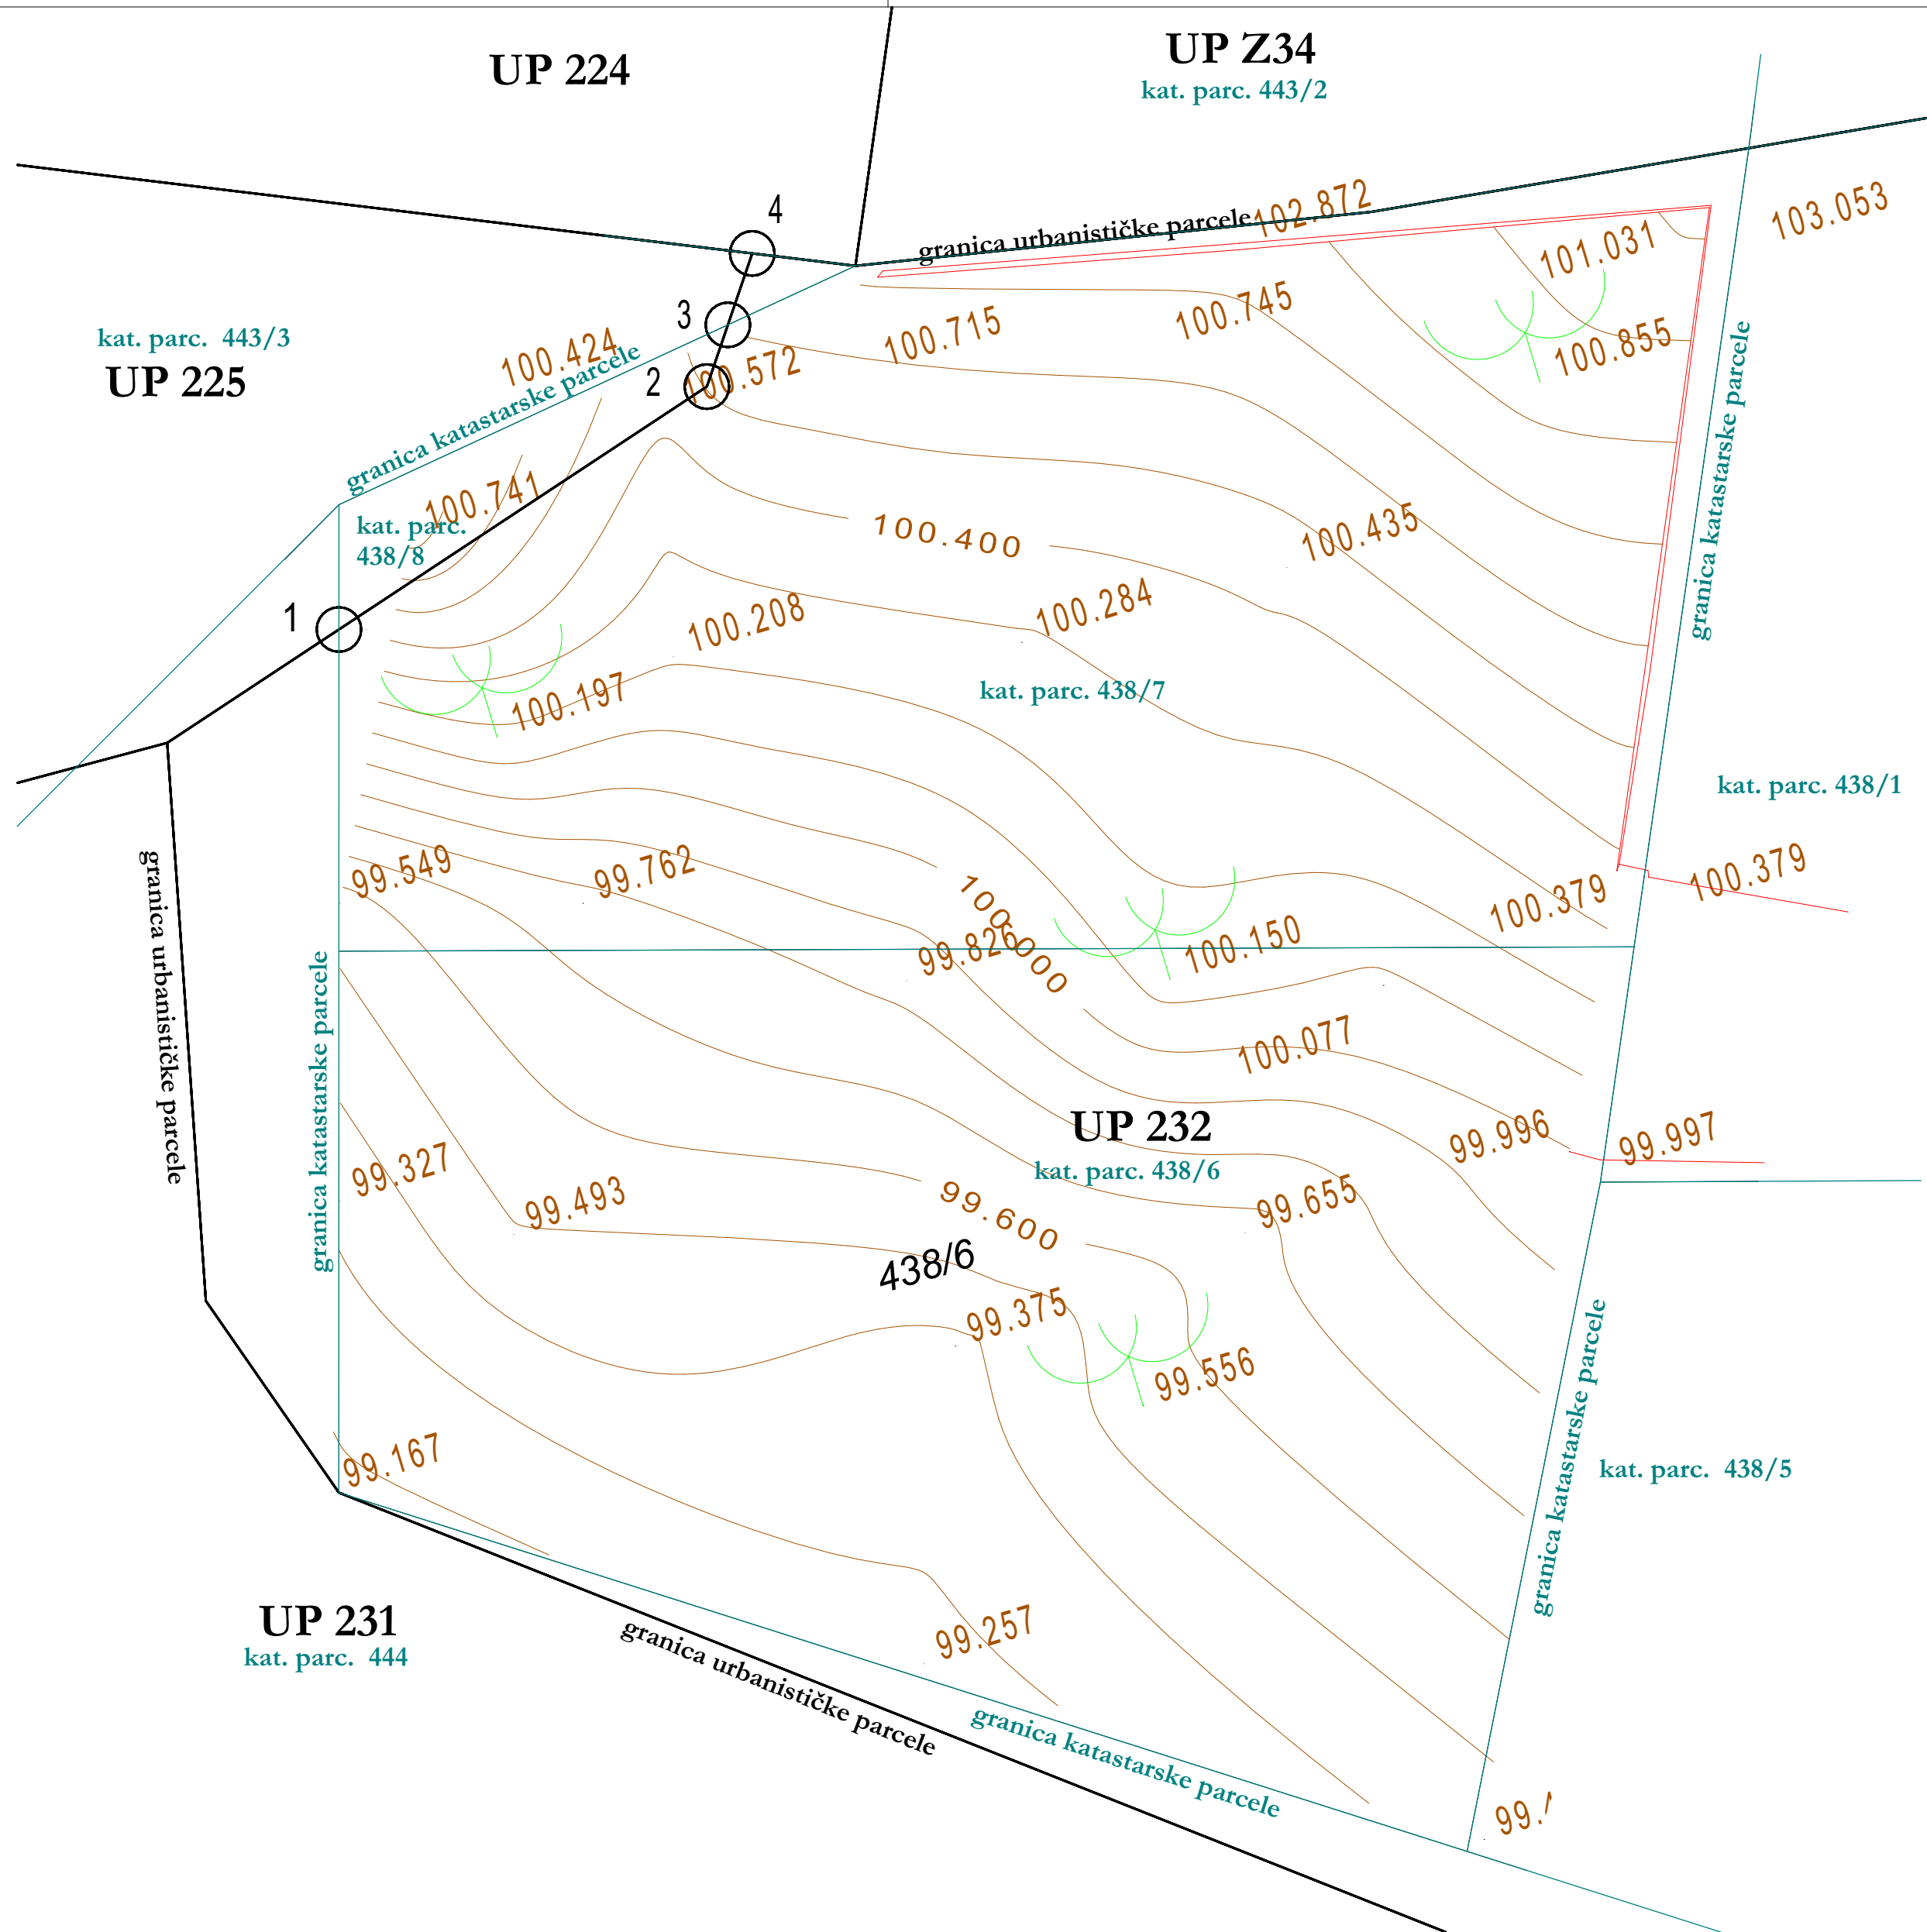 UP 224
UP Z34
kat. parc. 443/2
4
102.872
103.053
granica urbanističke parcele
101.031
3
100.715
100.745
kat. parc.  443/3
UP 225
100.424
100.572
100.855
2
granica katastarske parcele
granica katastarske parcele
100.741
kat. parc.
438/8
100.400
100.435
1
100.208
100.284
100.197
kat. parc. 438/7
kat. parc. 438/1
99.549
99.762
100.000
100.379
100.379
99.826
100.150
granica urbanističke parcele
granica katastarske parcele
100.077
UP 232
kat. parc. 438/6
99.996
99.997
99.327
99.493
99.600
99.655
438/6
99.375
99.556
granica katastarske parcele
99.167
kat. parc.  438/5
UP 231
kat. parc.  444
99.257
granica urbanističke parcele
granica katastarske parcele
99.